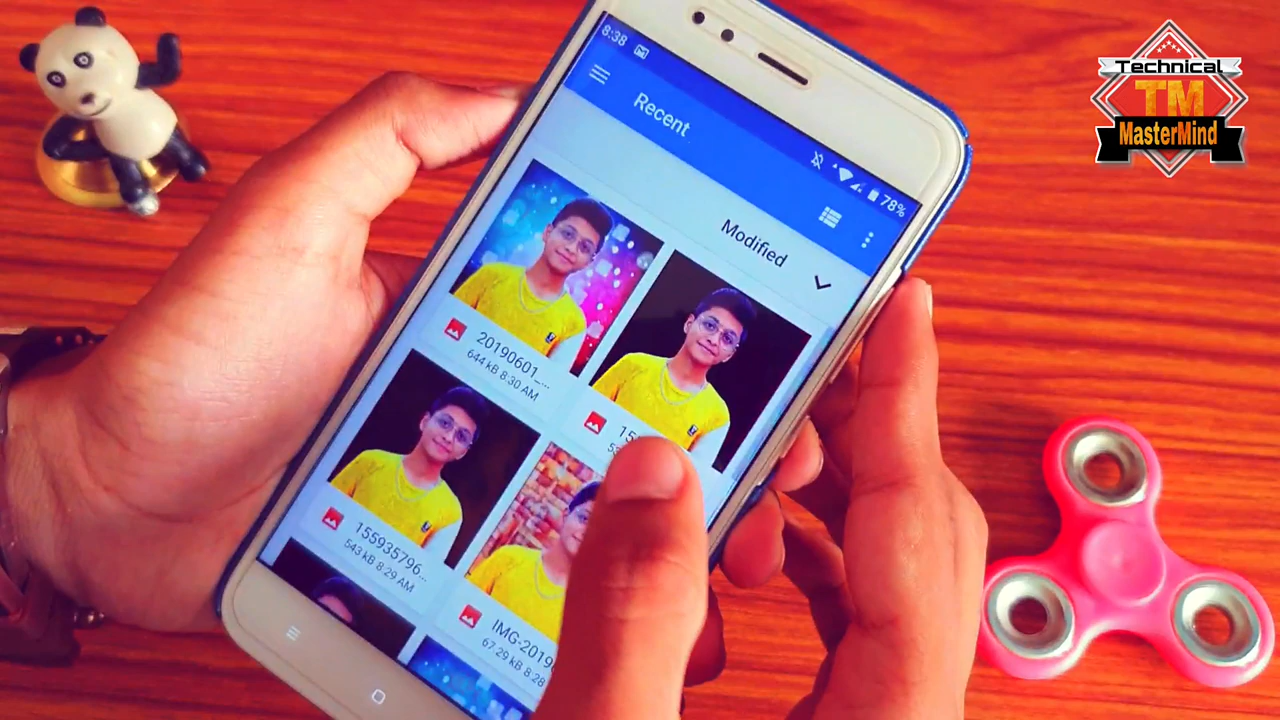 8:38
78%
Recent
Modified
20190601_...
644 kB 8:30 AM
15
53
155935796...
543 kB 8:29 AM
IMG-2019
67.29 kB 8:28
Technical
TM
MasterMind